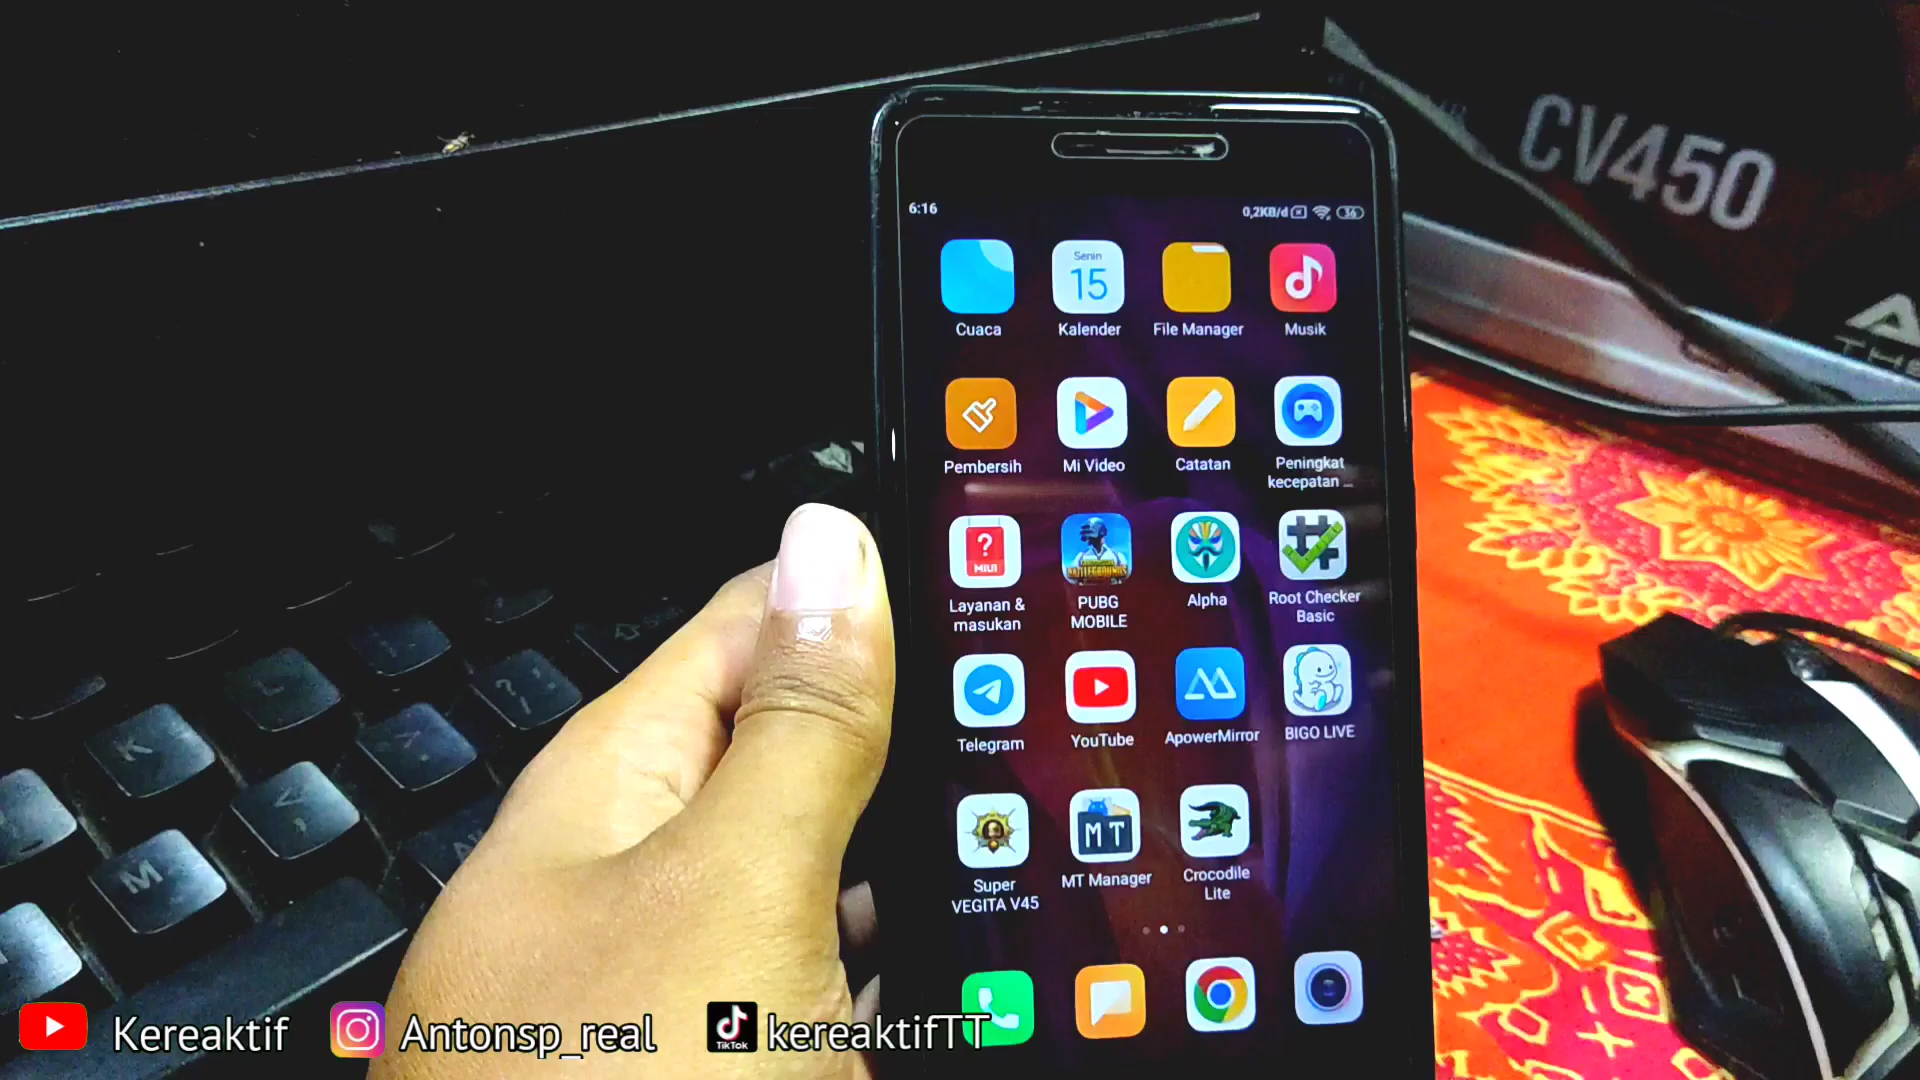 CV450
6:16
0,2KB/d
36
Senin
15
Cuaca
Kalender
File Manager
Musik
Pembersih
Mi Video
Catatan
Peningkat
kecepatan ...
?
MIUI
Layanan &
masukan
PUBG
MOBILE
Alpha
Root Checker
Basic
Telegram
YouTube
ApowerMirror
BIGO LIVE
MT
Super
VEGITA V45
MT Manager
Crocodile
Lite
K
L
M
Kereaktif
Antonsp_real
TikTok
kereaktifTT